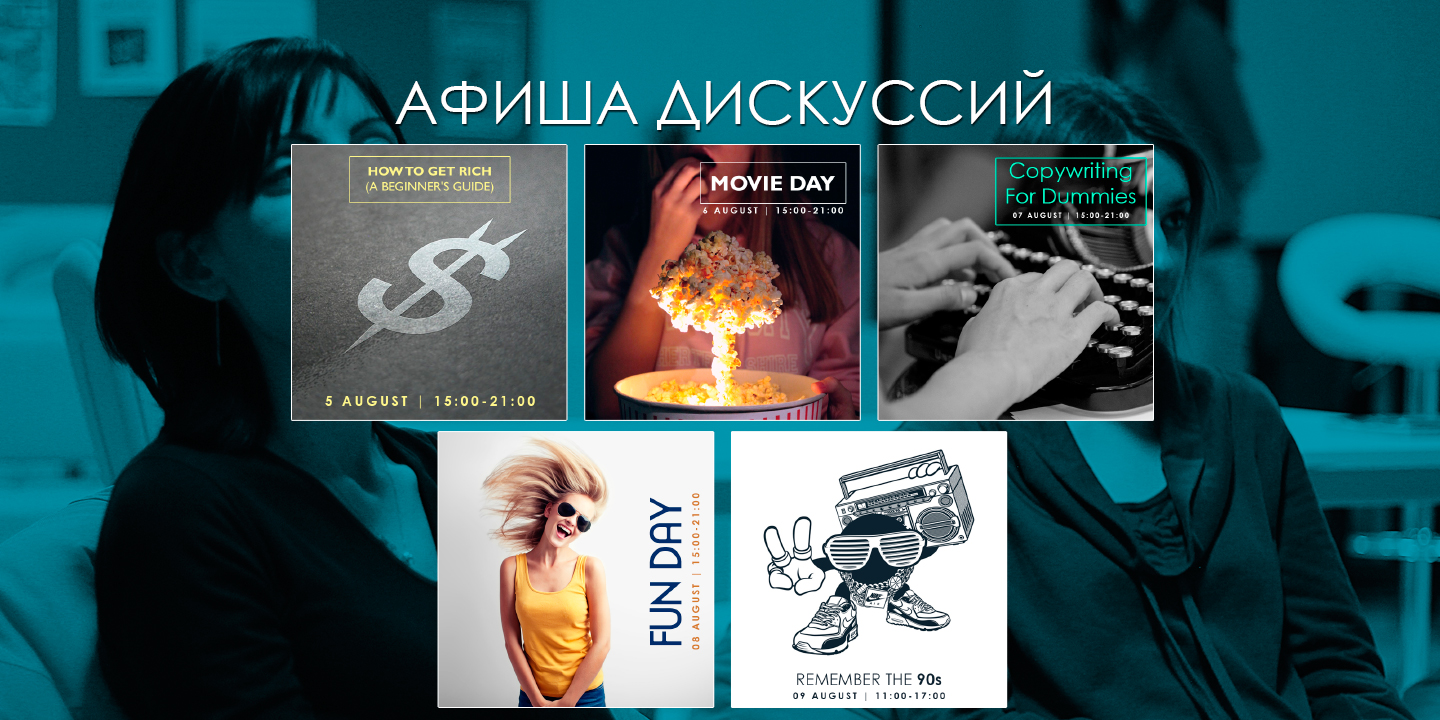 АФИША ДИСКУССИЙ
HOW TO GET RICH
(A BEGINNER'S GUIDE)
5 AUGUST | 15:00-21:00
MOVIE DAY
6 AUGUST | 15:00-21:00
Copywriting
For Dummies
07 AUGUST | 15:00-21:00
FUN DAY
08 AUGUST | 15:00-21:00
REMEMBER THE 90s
09 AUGUST | 11:00-17:00